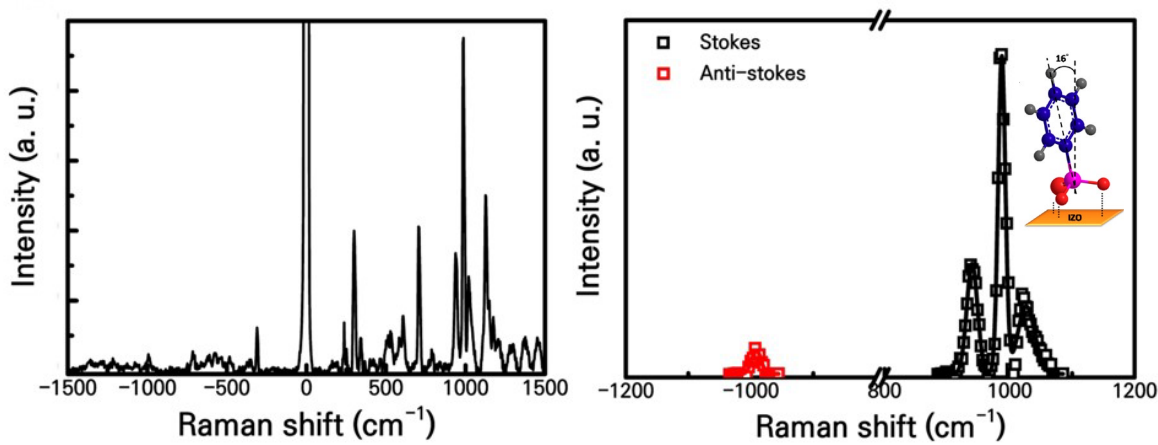 Intensity (a. u.)
−1500
−1000
−500
0
500
1000
1500
Raman shift (cm⁻¹)
Intensity (a. u.)
Stokes
Anti−stokes
16°
IZO
−1200
−1000
800
1000
1200
Raman shift (cm⁻¹)